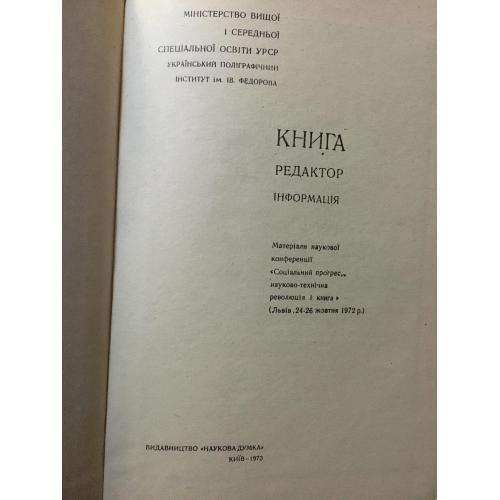 МІНІСТЕРСТВО ВИЩОЇ
І СЕРЕДНЬОЇ
СПЕЦІАЛЬНОЇ ОСВІТИ УРСР
УКРАЇНСЬКИЙ ПОЛІГРАФІЧНИЙ
ІНСТИТУТ ім. ІВ. ФЕДОРОВА
КНИГА
РЕДАКТОР
ІНФОРМАЦІЯ
Матеріали наукової
конференції
«Соціальний прогрес,
науково-технічна
революція і книга»
(Львів, 24-26 жовтня 1972 р.)
ВИДАВНИЦТВО «НАУКОВА ДУМКА»
КИЇВ—1973